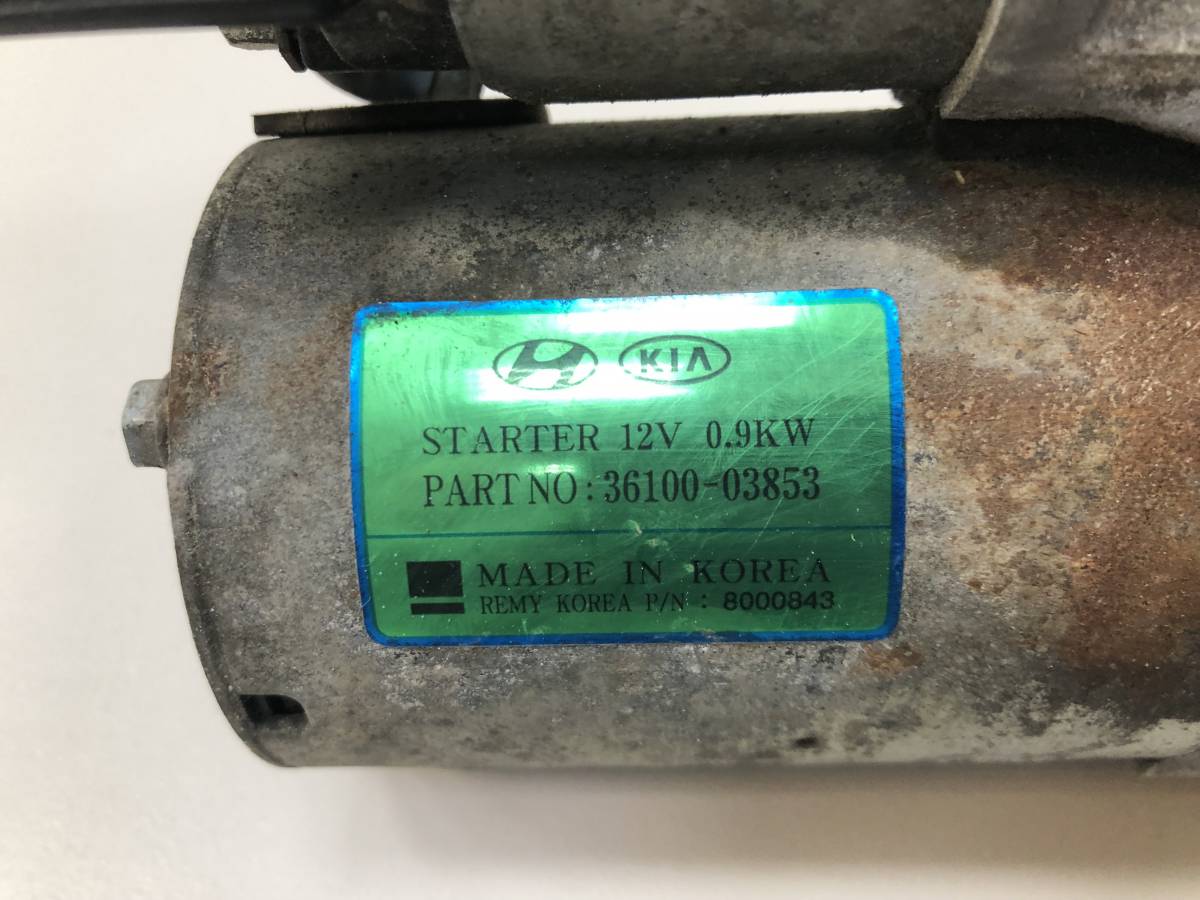 KIA
STARTER 12V 0.9KW
PART NO : 36100-03853
MADE IN KOREA
REMY KOREA P/N : 8000843